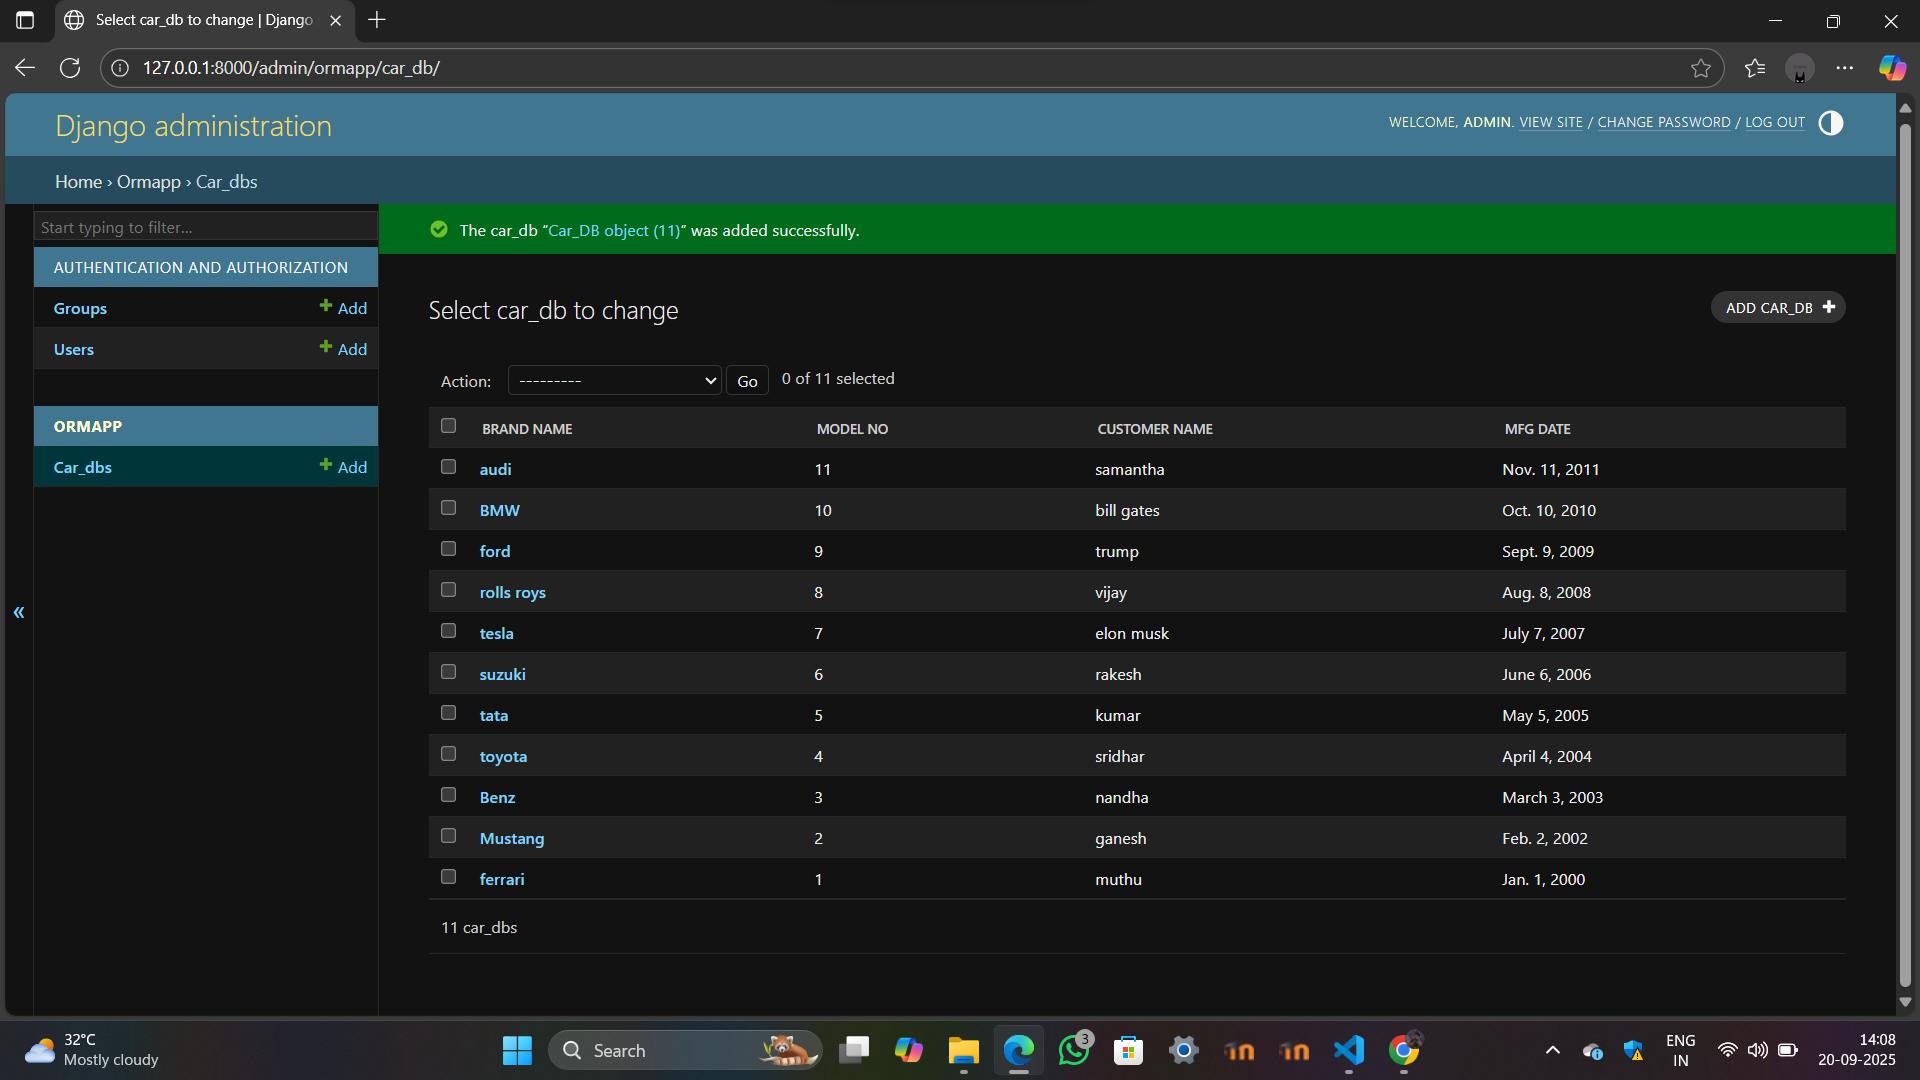 Select car_db to change | Django
127.0.0.1:8000/admin/ormapp/car_db/
Django administration
WELCOME, ADMIN. VIEW SITE / CHANGE PASSWORD / LOG OUT
Home › Ormapp › Car_dbs
Start typing to filter...
The car_db “Car_DB object (11)” was added successfully.
AUTHENTICATION AND AUTHORIZATION
Groups Add
Users Add
ORMAPP
Car_dbs Add
«
Select car_db to change
ADD CAR_DB
Action: --------- Go 0 of 11 selected
BRAND NAME MODEL NO CUSTOMER NAME MFG DATE
audi 11 samantha Nov. 11, 2011
BMW 10 bill gates Oct. 10, 2010
ford 9 trump Sept. 9, 2009
rolls roys 8 vijay Aug. 8, 2008
tesla 7 elon musk July 7, 2007
suzuki 6 rakesh June 6, 2006
tata 5 kumar May 5, 2005
toyota 4 sridhar April 4, 2004
Benz 3 nandha March 3, 2003
Mustang 2 ganesh Feb. 2, 2002
ferrari 1 muthu Jan. 1, 2000
11 car_dbs
32°C
Mostly cloudy
Search
3
ENG
IN
14:08
20-09-2025